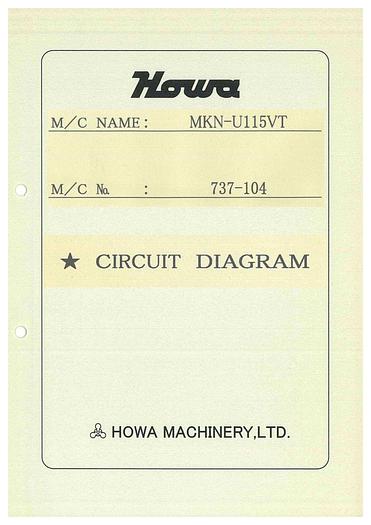 Howa
M/C NAME: MKN-U115VT
M/C № : 737-104
★ CIRCUIT DIAGRAM
HOWA MACHINERY,LTD.